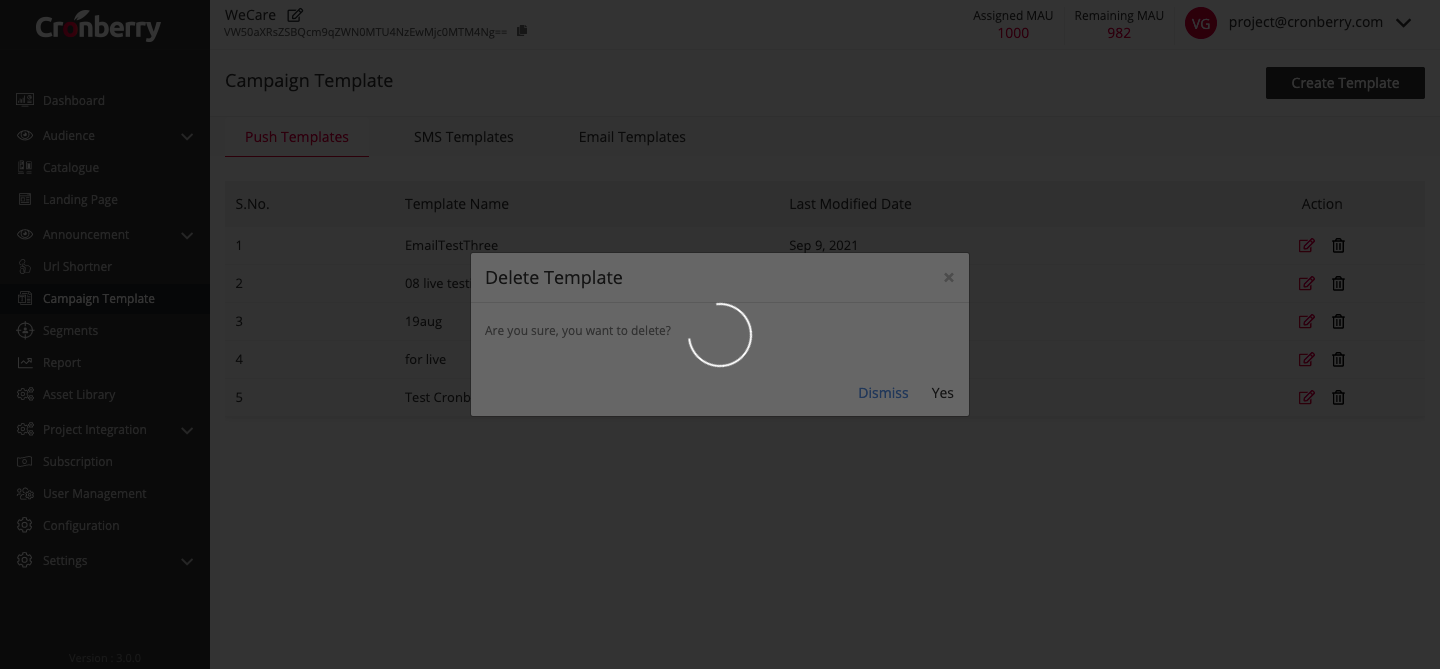 Cronberry
WeCare
VW50aXRsZSBQcm9qZWN0MTU4NzEwMjc0MTM4Ng==
Assigned MAU
1000
Remaining MAU
982
VG
project@cronberry.com
Dashboard
Audience
Catalogue
Landing Page
Announcement
Url Shortner
Campaign Template
Segments
Report
Asset Library
Project Integration
Subscription
User Management
Configuration
Settings
Version : 3.0.0
Campaign Template
Create Template
Push Templates SMS Templates Email Templates
S.No. Template Name Last Modified Date Action
1 EmailTestThree Sep 9, 2021
2 08 live test
3 19aug
4 for live
5 Test Cronb
Delete Template ×
Are you sure, you want to delete?
Dismiss Yes